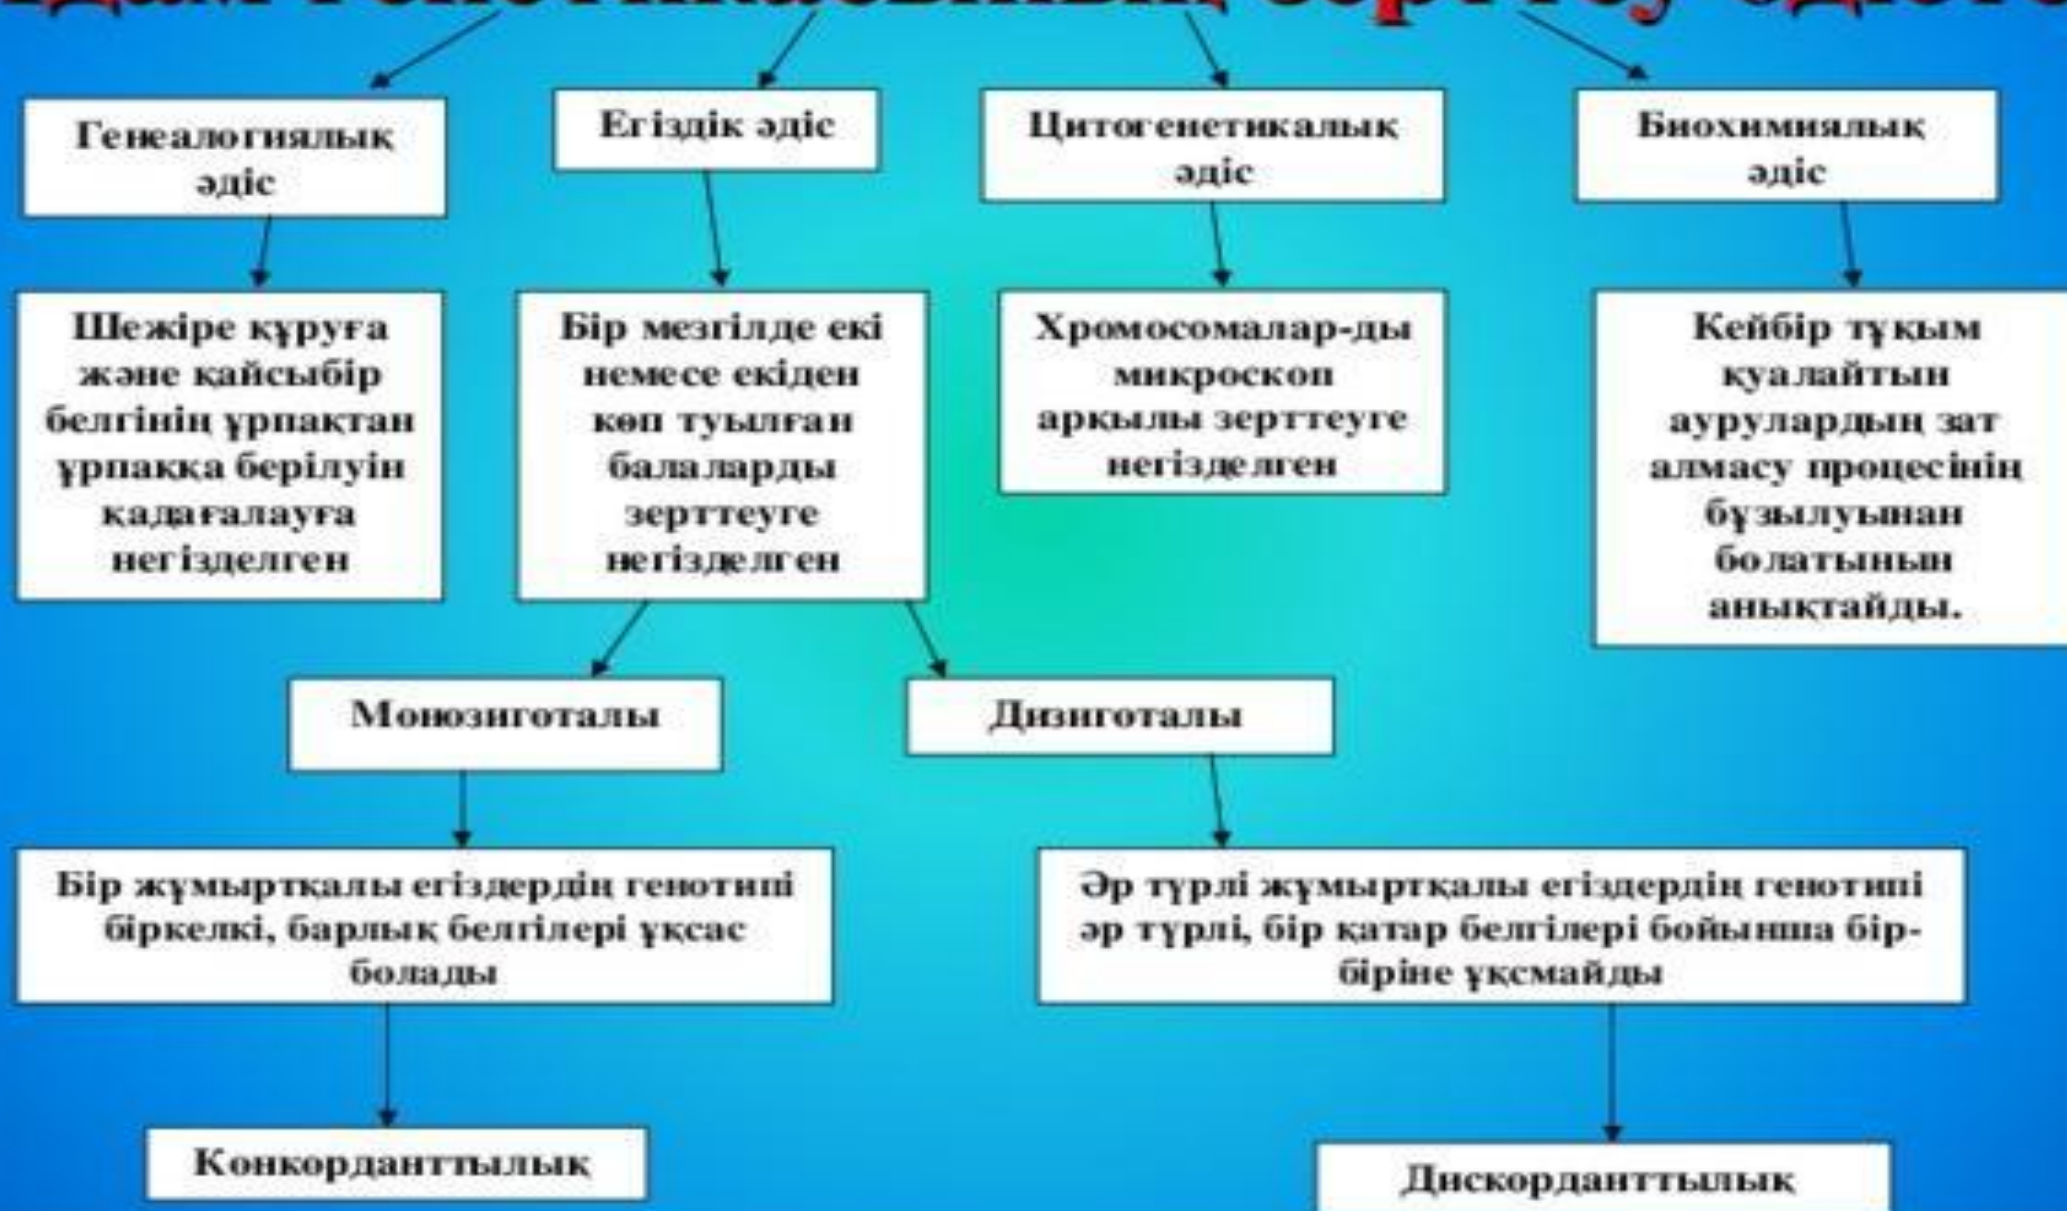 Генеалогиялық
әдіс
Егіздік әдіс
Цитогенетикалық
әдіс
Биохимиялық
әдіс
Шежіре құруға
және қайсыбір
белгінің ұрпақтан
ұрпаққа берілуін
қадағалауға
негізделген
Бір мезгілде екі
немесе екіден
көп туылған
балаларды
зерттеуге
негізделген
Хромосомалар-ды
микроскоп
арқылы зерттеуге
негізделген
Кейбір тұқым
қуалайтын
аурулардың зат
алмасу процесінің
бұзылуынан
болатынын
анықтайды.
Монозиготалы
Дизиготалы
Бір жұмыртқалы егіздердің генотипі
біркелкі, барлық белгілері ұқсас
болады
Әр түрлі жұмыртқалы егіздердің генотипі
әр түрлі, бір қатар белгілері бойынша бір-
біріне ұқсмайды
Конкорданттылық
Дискорданттылық